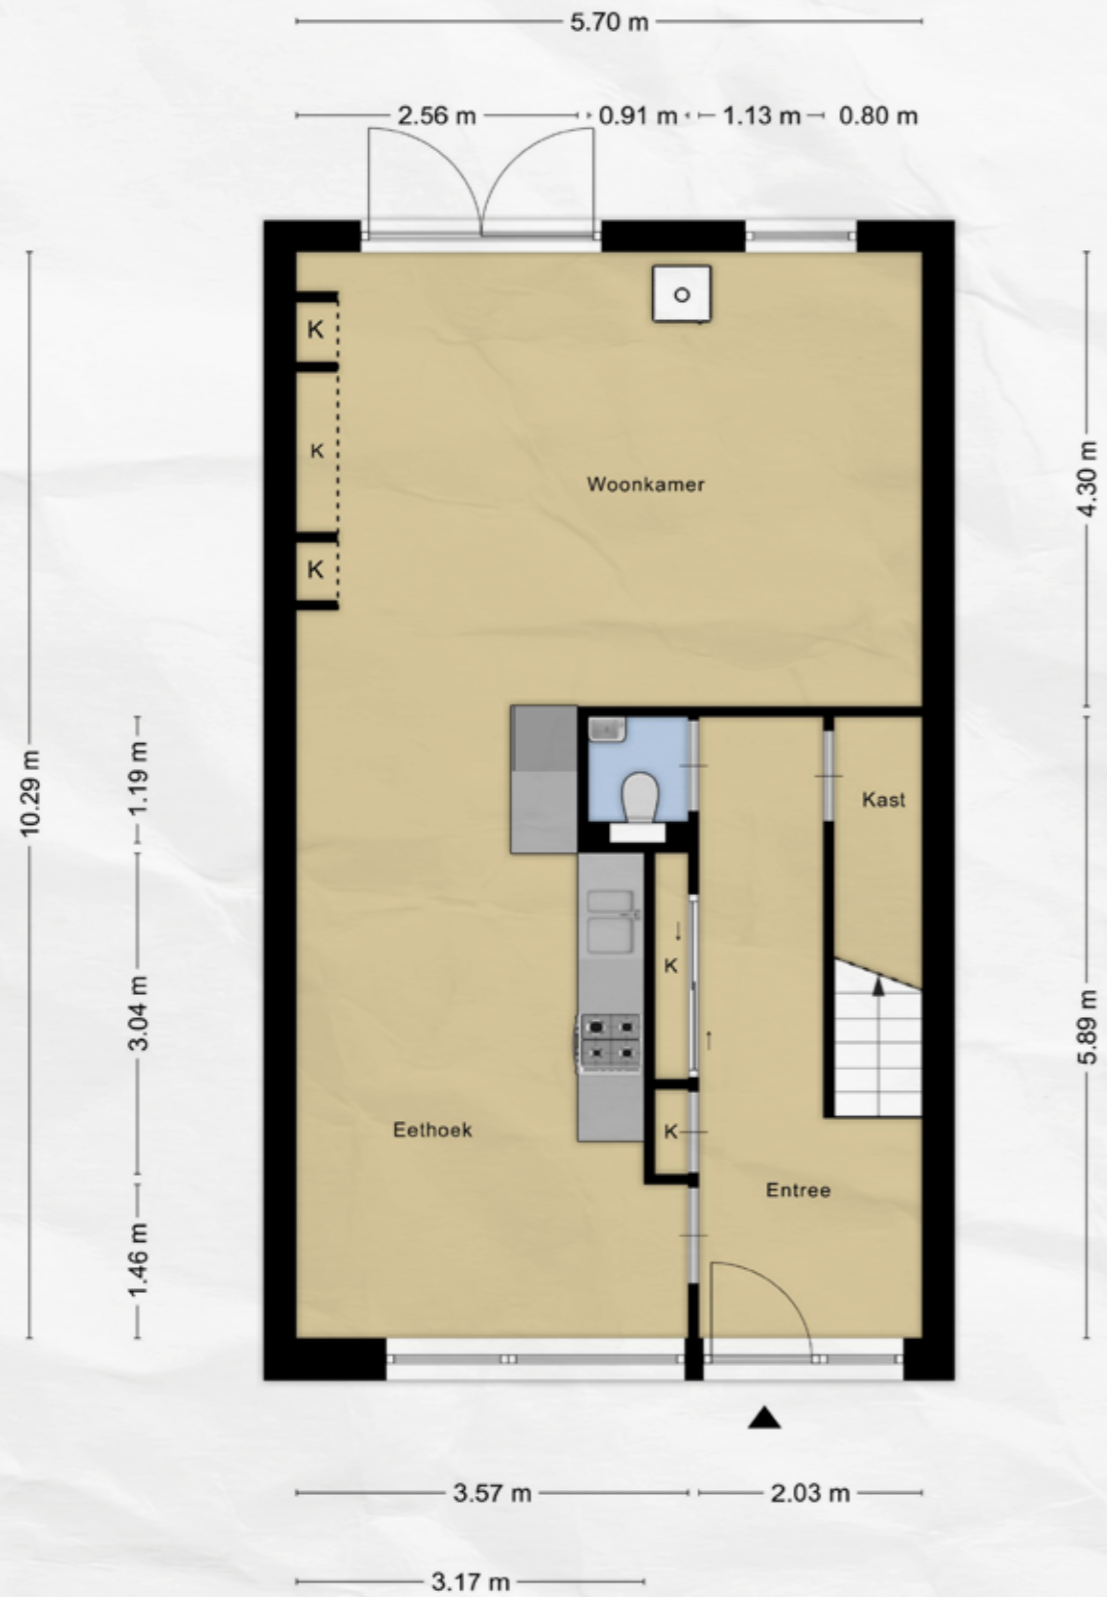 5.70 m
2.56 m 0.91 m 1.13 m 0.80 m
K
K
Woonkamer
4.30 m
K
10.29 m
1.19 m
Kast
K
3.04 m
5.89 m
Eethoek
K
Entree
1.46 m
3.57 m 2.03 m
3.17 m